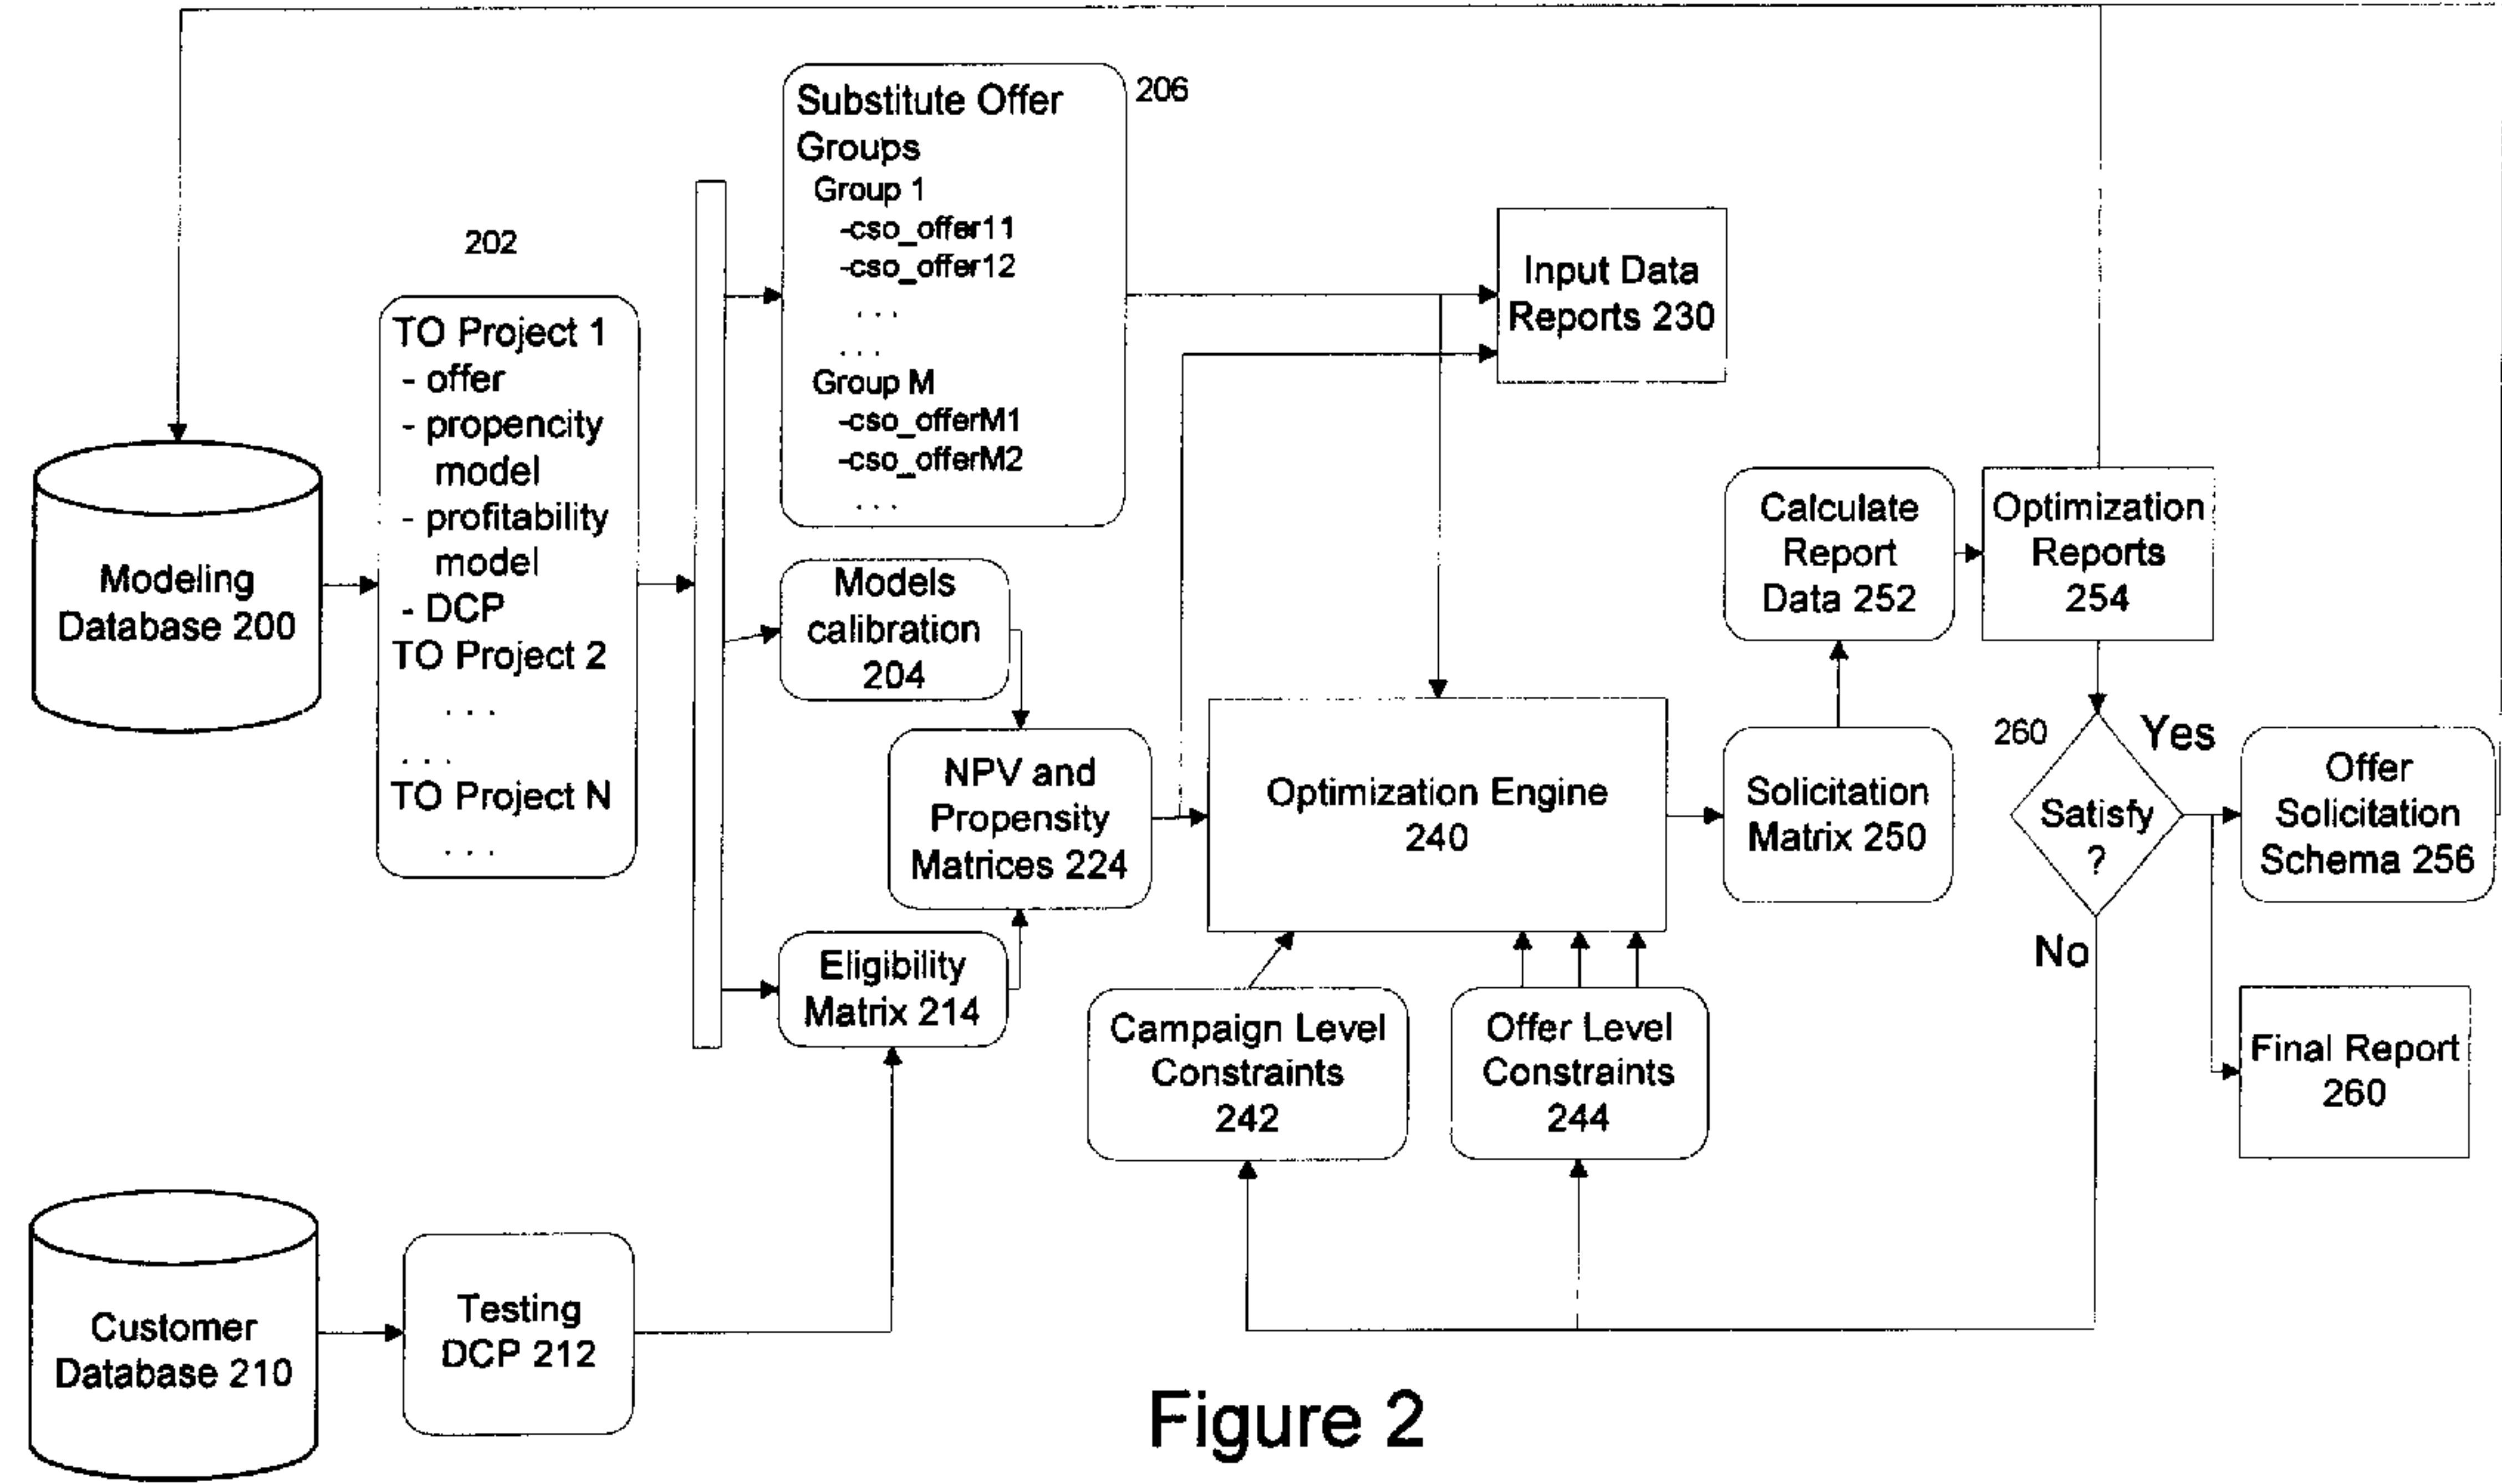 206
Substitute Offer
Groups
Group 1
-cso_offer11
-cso_offer12
. . .
. . .
Group M
-cso_offerM1
-cso_offerM2
. . .
202
TO Project 1
- offer
- propencity
model
- profitability
model
- DCP
TO Project 2
. . .
. . .
TO Project N
. . .
Modeling
Database 200
Input Data
Reports 230
Models
calibration
204
NPV and
Propensity
Matrices 224
Eligibility
Matrix 214
Optimization Engine
240
Calculate
Report
Data 252
Optimization
Reports
254
Solicitation
Matrix 250
260
Yes
Satisfy
?
No
Offer
Solicitation
Schema 256
Final Report
260
Campaign Level
Constraints
242
Offer Level
Constraints
244
Customer
Database 210
Testing
DCP 212
Figure 2